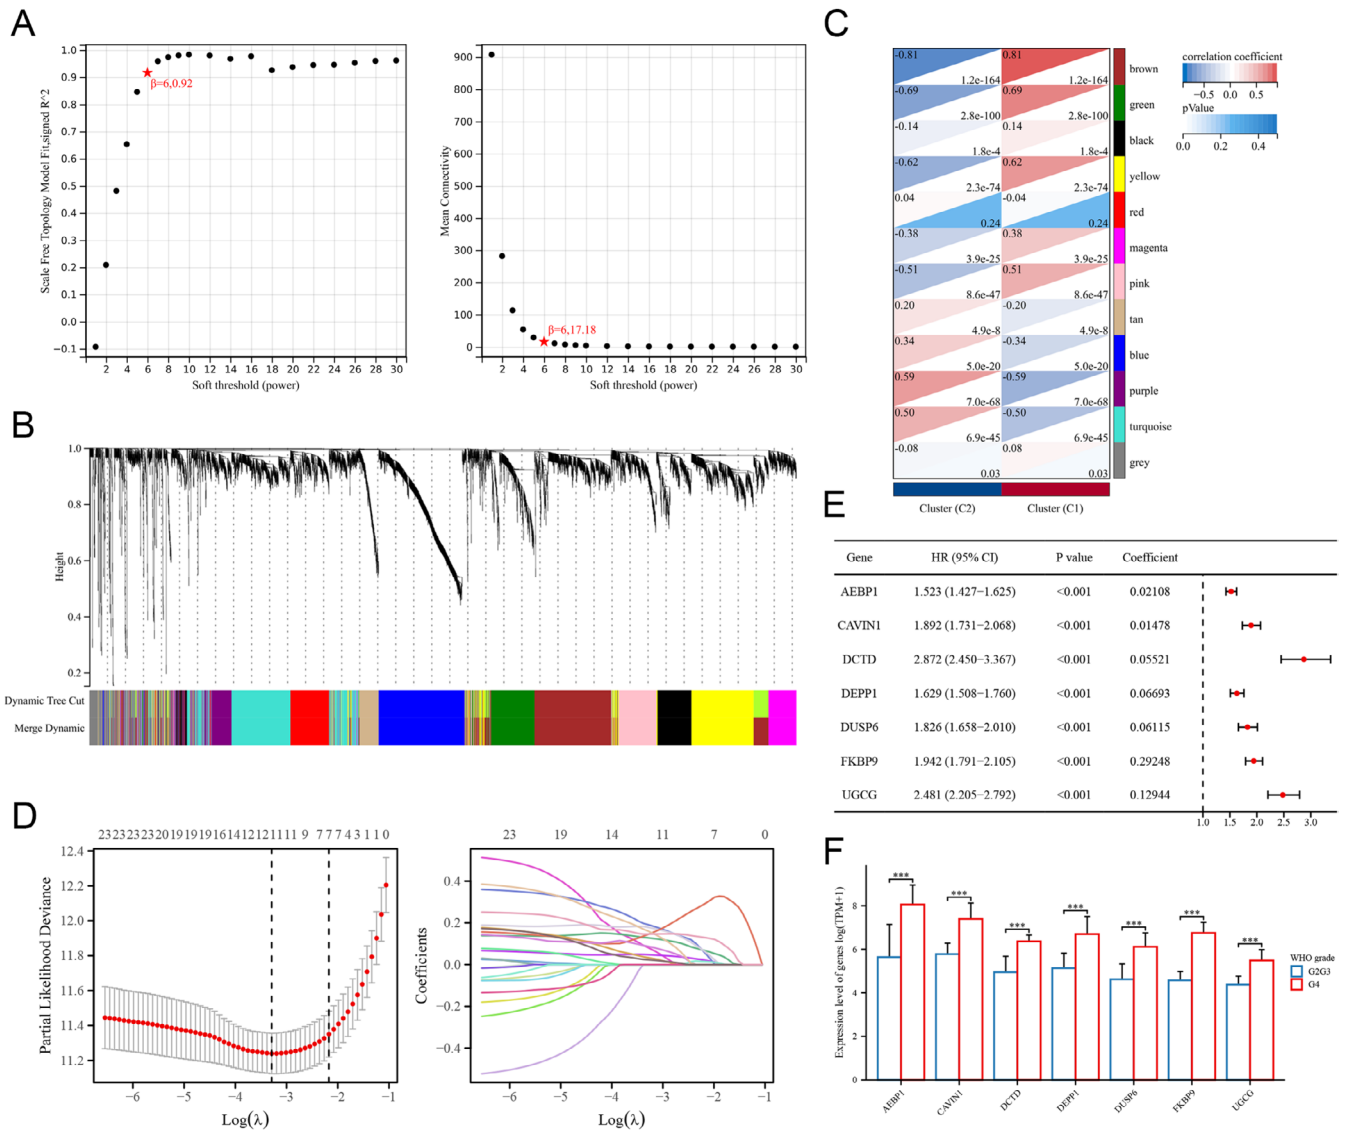 A
1.0
0.9
0.8
0.7
0.6
0.5
0.4
0.3
0.2
0.1
0.0
−0.1
Scale Free Topology Model Fit,signed R^2
β=6,0.92
2 4 6 8 10 12 14 16 18 20 22 24 26 28 30
Soft threshold (power)
900
800
700
600
500
400
300
200
100
0
Mean Connectivity
β=6,17.18
2 4 6 8 10 12 14 16 18 20 22 24 26 28 30
Soft threshold (power)
B
1.0
0.8
0.6
0.4
0.2
Height
Dynamic Tree Cut
Merge Dynamic
C
-0.81 1.2e-164 0.81 1.2e-164 brown
-0.69 2.8e-100 0.69 2.8e-100 green
-0.14 1.8e-4 0.14 1.8e-4 black
-0.62 2.3e-74 0.62 2.3e-74 yellow
0.04 0.24 -0.04 0.24 red
-0.38 3.9e-25 0.38 3.9e-25 magenta
-0.51 8.6e-47 0.51 8.6e-47 pink
0.20 4.9e-8 -0.20 4.9e-8 tan
0.34 5.0e-20 -0.34 5.0e-20 blue
0.59 7.0e-68 -0.59 7.0e-68 purple
0.50 6.9e-45 -0.50 6.9e-45 turquoise
-0.08 0.03 0.08 0.03 grey
Cluster (C2) Cluster (C1)
correlation coefficient
−0.5 0.0 0.5
pValue
0.0 0.2 0.4
D
23 23 23 23 20 19 19 19 16 14 12 12 11 11 9 7 7 7 4 3 1 1 0
12.4
12.2
12.0
11.8
11.6
11.4
11.2
Partial Likelihood Deviance
−6 −5 −4 −3 −2 −1
Log(λ)
23 19 14 11 7 0
0.4
0.2
0.0
−0.2
−0.4
Coefficients
−6 −5 −4 −3 −2 −1
Log(λ)
E
Gene HR (95% CI) P value Coefficient
AEBP1 1.523 (1.427−1.625) <0.001 0.02108
CAVIN1 1.892 (1.731−2.068) <0.001 0.01478
DCTD 2.872 (2.450−3.367) <0.001 0.05521
DEPP1 1.629 (1.508−1.760) <0.001 0.06693
DUSP6 1.826 (1.658−2.010) <0.001 0.06115
FKBP9 1.942 (1.791−2.105) <0.001 0.29248
UGCG 2.481 (2.205−2.792) <0.001 0.12944
1.0 1.5 2.0 2.5 3.0
F
8
6
4
2
0
Expression level of genes log(TPM+1)
*** *** *** *** *** *** ***
AEBP1 CAVIN1 DCTD DEPP1 DUSP6 FKBP9 UGCG
WHO grade
G2G3
G4